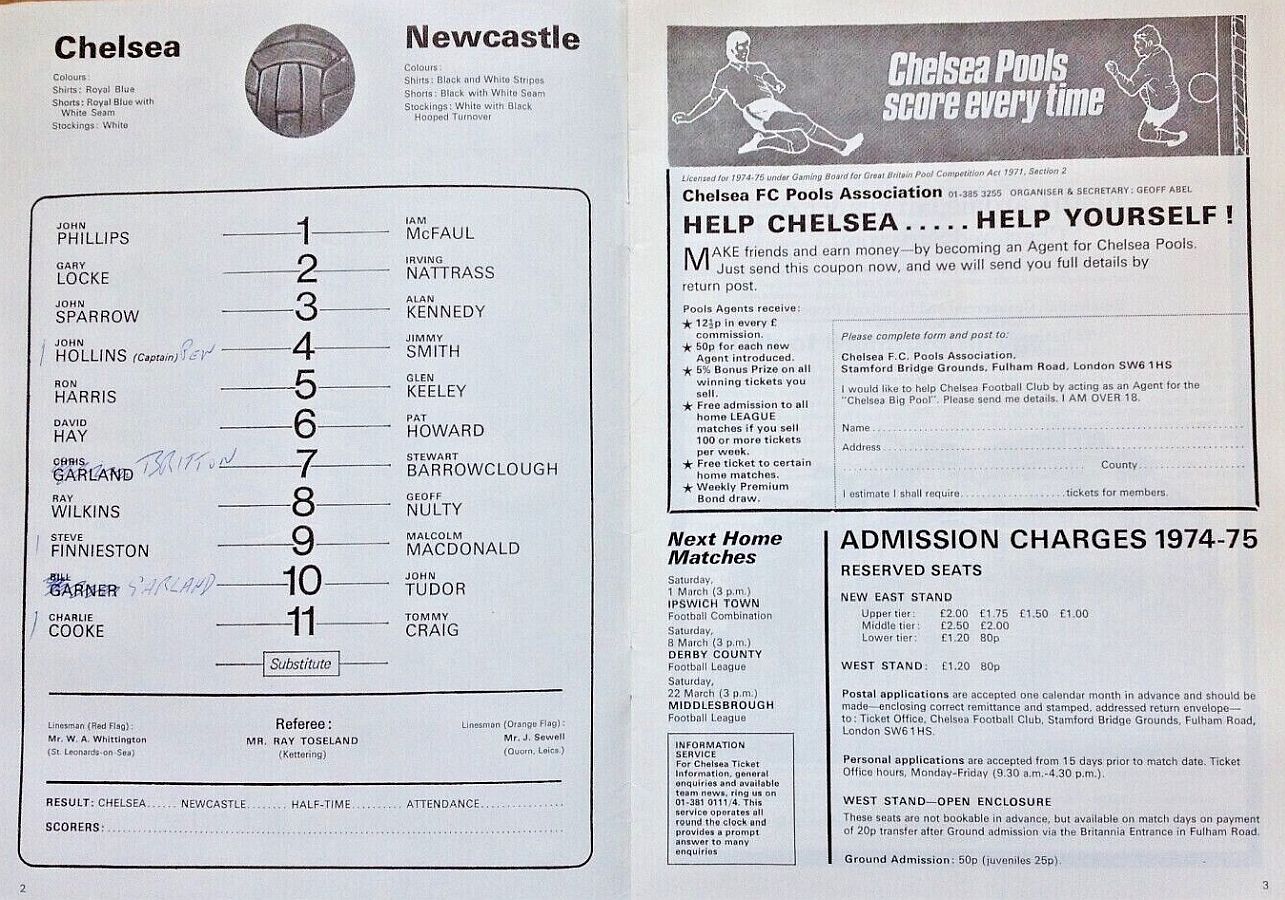 Chelsea
Colours:
Shirts: Royal Blue
Shorts: Royal Blue with
White Seam
Stockings: White
Newcastle
Colours:
Shirts: Black and White Stripes
Shorts: Black with White Seam
Stockings: White with Black
Hooped Turnover
JOHN PHILLIPS 1 IAM McFAUL
GARY LOCKE 2 IRVING NATTRASS
JOHN SPARROW 3 ALAN KENNEDY
JOHN HOLLINS (Captain) Pen 4 JIMMY SMITH
RON HARRIS 5 GLEN KEELEY
DAVID HAY 6 PAT HOWARD
CHRIS GARLAND BRITTON 7 STEWART BARROWCLOUGH
RAY WILKINS 8 GEOFF NULTY
STEVE FINNIESTON 9 MALCOLM MACDONALD
BILL GARNER GARLAND 10 JOHN TUDOR
CHARLIE COOKE 11 TOMMY CRAIG
Substitute
Linesman (Red Flag):
Mr. W. A. Whittington
(St. Leonards-on-Sea)
Referee:
MR. RAY TOSELAND
(Kettering)
Linesman (Orange Flag):
Mr. J. Sewell
(Quorn, Leics.)
RESULT: CHELSEA...... NEWCASTLE........ HALF-TIME.......... ATTENDANCE................
SCORERS:
2
Chelsea Pools
score every time
Licensed for 1974-75 under Gaming Board for Great Britain Pool Competition Act 1971, Section 2
Chelsea FC Pools Association 01-385 3255 ORGANISER & SECRETARY: GEOFF ABEL
HELP CHELSEA.....HELP YOURSELF!
MAKE friends and earn money—by becoming an Agent for Chelsea Pools.
Just send this coupon now, and we will send you full details by
return post.
Pools Agents receive:
★ 12½p in every £
commission.
★ 50p for each new
Agent introduced.
★ 5% Bonus Prize on all
winning tickets you
sell.
★ Free admission to all
home LEAGUE
matches if you sell
100 or more tickets
per week.
★ Free ticket to certain
home matches.
★ Weekly Premium
Bond draw.
Please complete form and post to:
Chelsea F.C. Pools Association.
Stamford Bridge Grounds, Fulham Road, London SW6 1HS
I would like to help Chelsea Football Club by acting as an Agent for the
"Chelsea Big Pool". Please send me details. I AM OVER 18.
Name
Address
County
I estimate I shall require.....................tickets for members.
Next Home
Matches
Saturday,
1 March (3 p.m.)
IPSWICH TOWN
Football Combination
Saturday,
8 March (3 p.m.)
DERBY COUNTY
Football League
Saturday,
22 March (3 p.m.)
MIDDLESBROUGH
Football League
INFORMATION
SERVICE
For Chelsea Ticket
Information, general
enquiries and available
team news, ring us on
01-381 0111/4. This
service operates all
round the clock and
provides a prompt
answer to many
enquiries
ADMISSION CHARGES 1974-75
RESERVED SEATS
NEW EAST STAND
Upper tier: £2.00 £1.75 £1.50 £1.00
Middle tier: £2.50 £2.00
Lower tier: £1.20 80p
WEST STAND: £1.20 80p
Postal applications are accepted one calendar month in advance and should be
made—enclosing correct remittance and stamped, addressed return envelope—
to: Ticket Office, Chelsea Football Club, Stamford Bridge Grounds, Fulham Road,
London SW6 1HS.
Personal applications are accepted from 15 days prior to match date. Ticket
Office hours, Monday-Friday (9.30 a.m.-4.30 p.m.).
WEST STAND—OPEN ENCLOSURE
These seats are not bookable in advance, but available on match days on payment
of 20p transfer after Ground admission via the Britannia Entrance in Fulham Road.
Ground Admission: 50p (juveniles 25p).
3